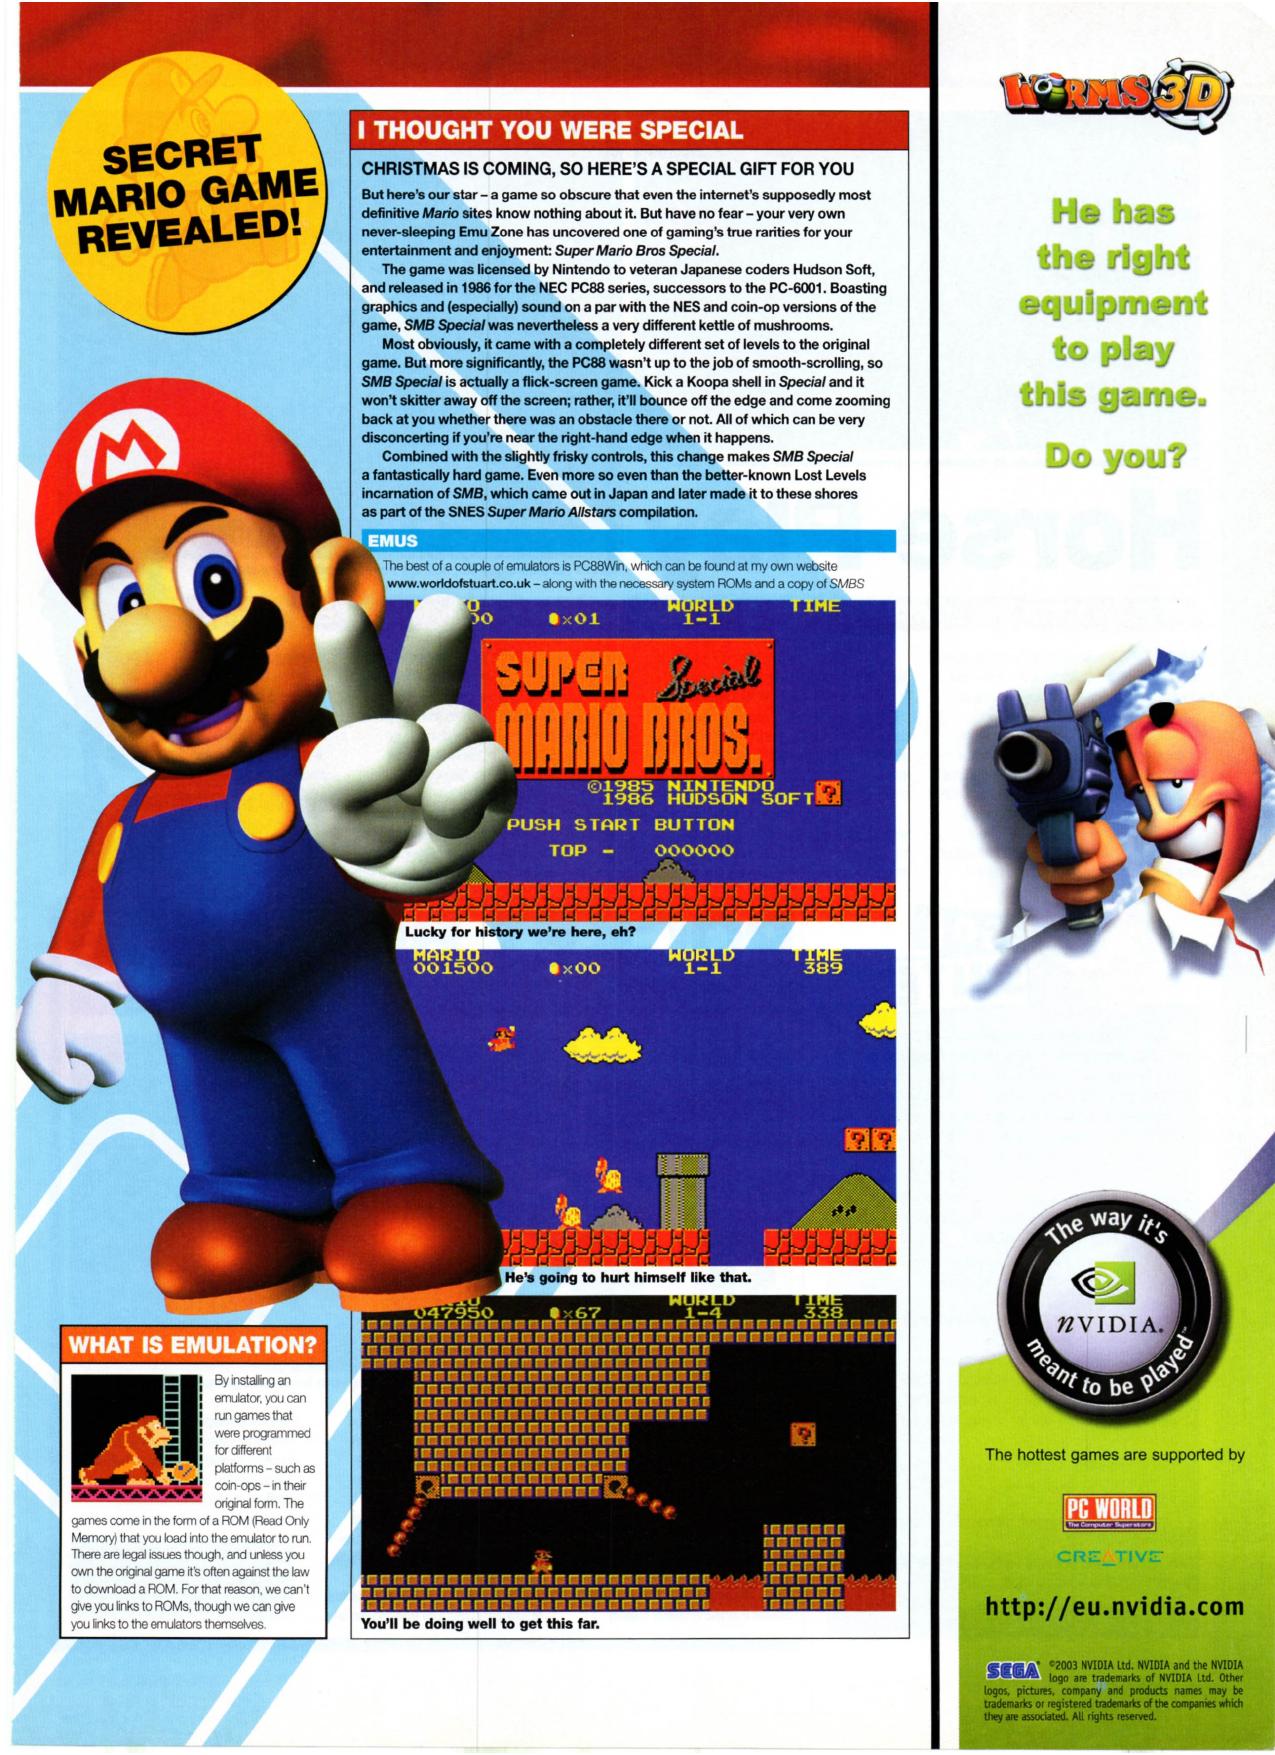 SECRET
MARIO GAME
REVEALED!
I THOUGHT YOU WERE SPECIAL
CHRISTMAS IS COMING, SO HERE'S A SPECIAL GIFT FOR YOU
But here's our star – a game so obscure that even the internet's supposedly most
definitive Mario sites know nothing about it. But have no fear – your very own
never-sleeping Emu Zone has uncovered one of gaming's true rarities for your
entertainment and enjoyment: Super Mario Bros Special.
The game was licensed by Nintendo to veteran Japanese coders Hudson Soft,
and released in 1986 for the NEC PC88 series, successors to the PC-6001. Boasting
graphics and (especially) sound on a par with the NES and coin-op versions of the
game, SMB Special was nevertheless a very different kettle of mushrooms.
Most obviously, it came with a completely different set of levels to the original
game. But more significantly, the PC88 wasn't up to the job of smooth-scrolling, so
SMB Special is actually a flick-screen game. Kick a Koopa shell in Special and it
won't skitter away off the screen; rather, it'll bounce off the edge and come zooming
back at you whether there was an obstacle there or not. All of which can be very
disconcerting if you're near the right-hand edge when it happens.
Combined with the slightly frisky controls, this change makes SMB Special
a fantastically hard game. Even more so even than the better-known Lost Levels
incarnation of SMB, which came out in Japan and later made it to these shores
as part of the SNES Super Mario Allstars compilation.
EMUS
The best of a couple of emulators is PC88Win, which can be found at my own website
www.worldofstuart.co.uk – along with the necessary system ROMs and a copy of SMBS
WORLD TIME
00 ×01 1-1
SUPER Special
MARIO BROS.
©1985 NINTENDO
1986 HUDSON SOFT ?
PUSH START BUTTON
TOP - 000000
Lucky for history we're here, eh?
MARIO WORLD TIME
001500 ×00 1-1 389
? ?
He's going to hurt himself like that.
WORLD TIME
047950 ×67 1-4 338
?
You'll be doing well to get this far.
WHAT IS EMULATION?
By installing an
emulator, you can
run games that
were programmed
for different
platforms – such as
coin-ops – in their
original form. The
games come in the form of a ROM (Read Only
Memory) that you load into the emulator to run.
There are legal issues though, and unless you
own the original game it's often against the law
to download a ROM. For that reason, we can't
give you links to ROMs, though we can give
you links to the emulators themselves.
WORMS 3D
He has
the right
equipment
to play
this game.
Do you?
The way it's
nVIDIA.
meant to be played™
The hottest games are supported by
PC WORLD
The Computer Superstore
CREATIVE
http://eu.nvidia.com
SEGA® ©2003 NVIDIA Ltd. NVIDIA and the NVIDIA
logo are trademarks of NVIDIA Ltd. Other
logos, pictures, company and products names may be
trademarks or registered trademarks of the companies which
they are associated. All rights reserved.